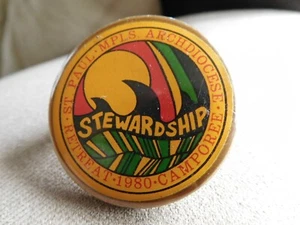 ST. PAUL · MPLS. ARCHDIOCESE
STEWARDSHIP
RETREAT · 1980 · CAMPOREE